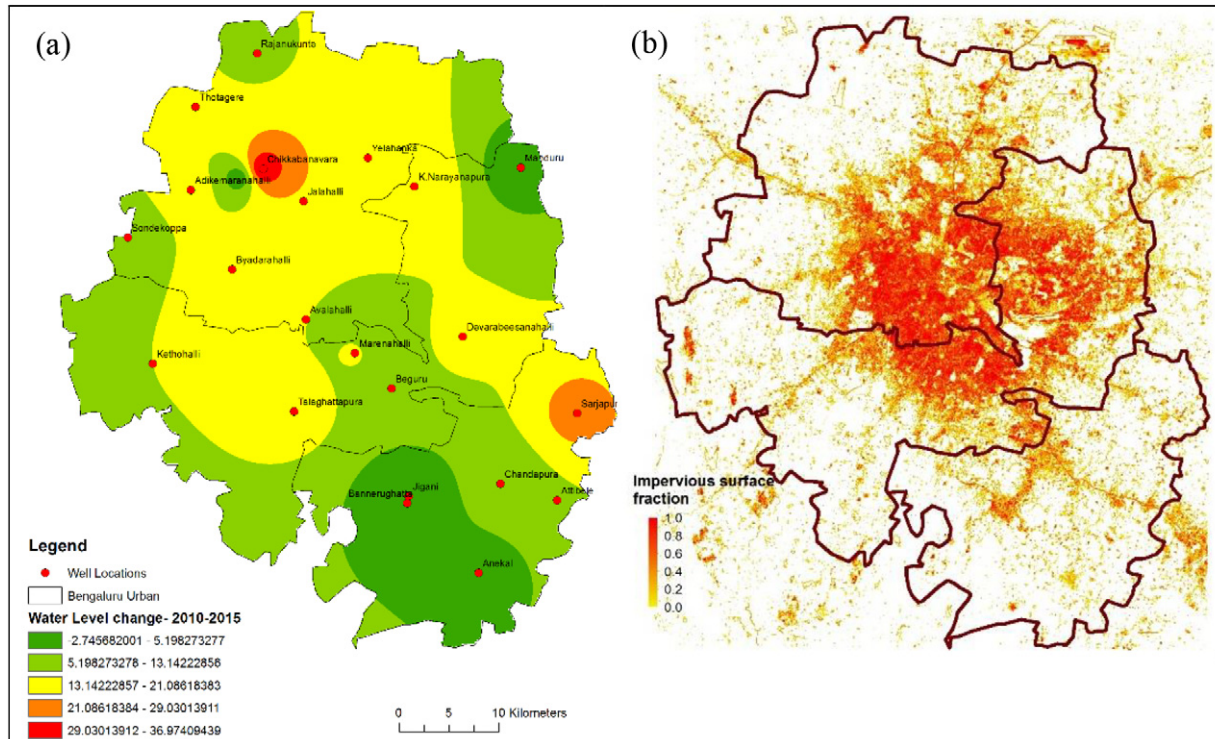 (a)
Rajanukunte
Thotagere
Chikkabanavara
Yelahanka
Manduru
Adikemaranahalli
K.Narayanapura
Jalahalli
Sondekoppa
Byadarahalli
Avalahalli
Devarabeesanahalli
Marenahalli
Kethohalli
Beguru
Talaghattapura
Sarjapur
Chandapura
Jigani
Bannerughatta
Attibele
Anekal
Legend
Well Locations
Bengaluru Urban
Water Level change- 2010-2015
-2.745682001 - 5.198273277
5.198273278 - 13.14222856
13.14222857 - 21.08618383
21.08618384 - 29.03013911
29.03013912 - 36.97409439
0 5 10 Kilometers
(b)
Impervious surface
fraction
1.0
0.8
0.6
0.4
0.2
0.0